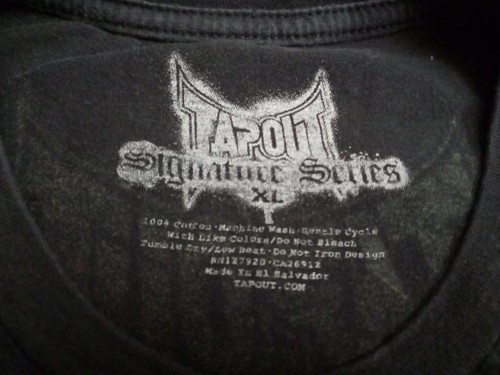 TAPOUT
Signature Series
XL
100% Cotton·Machine Wash·Gentle Cycle
With Like Colors/Do Not Bleach
Tumble Dry/Low Heat·Do Not Iron Design
RN127920·CA26912
Made In El Salvador
TAPOUT.COM